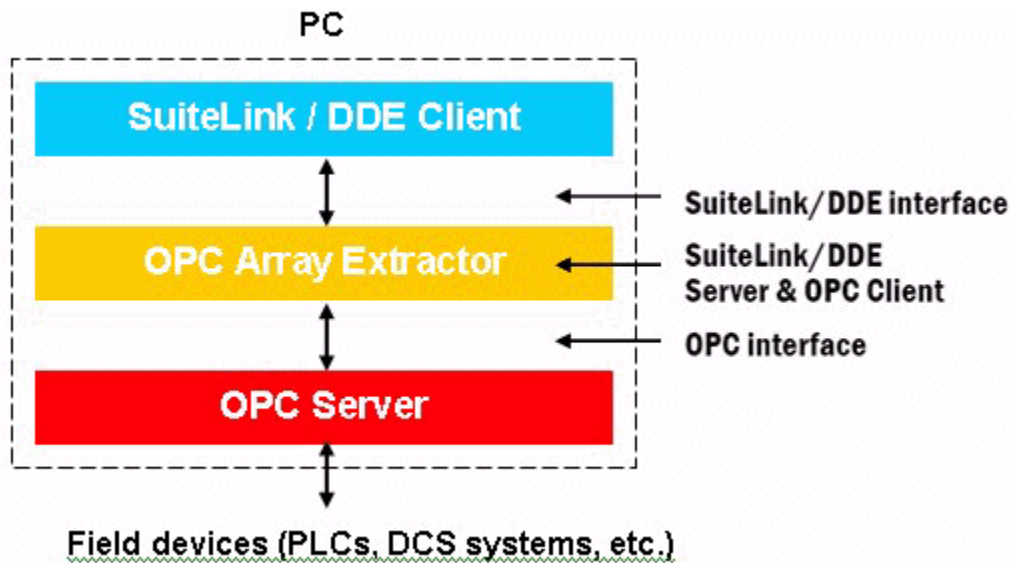 PC
SuiteLink / DDE Client
SuiteLink/DDE interface
OPC Array Extractor
SuiteLink/DDE
Server & OPC Client
OPC interface
OPC Server
Field devices (PLCs, DCS systems, etc.)